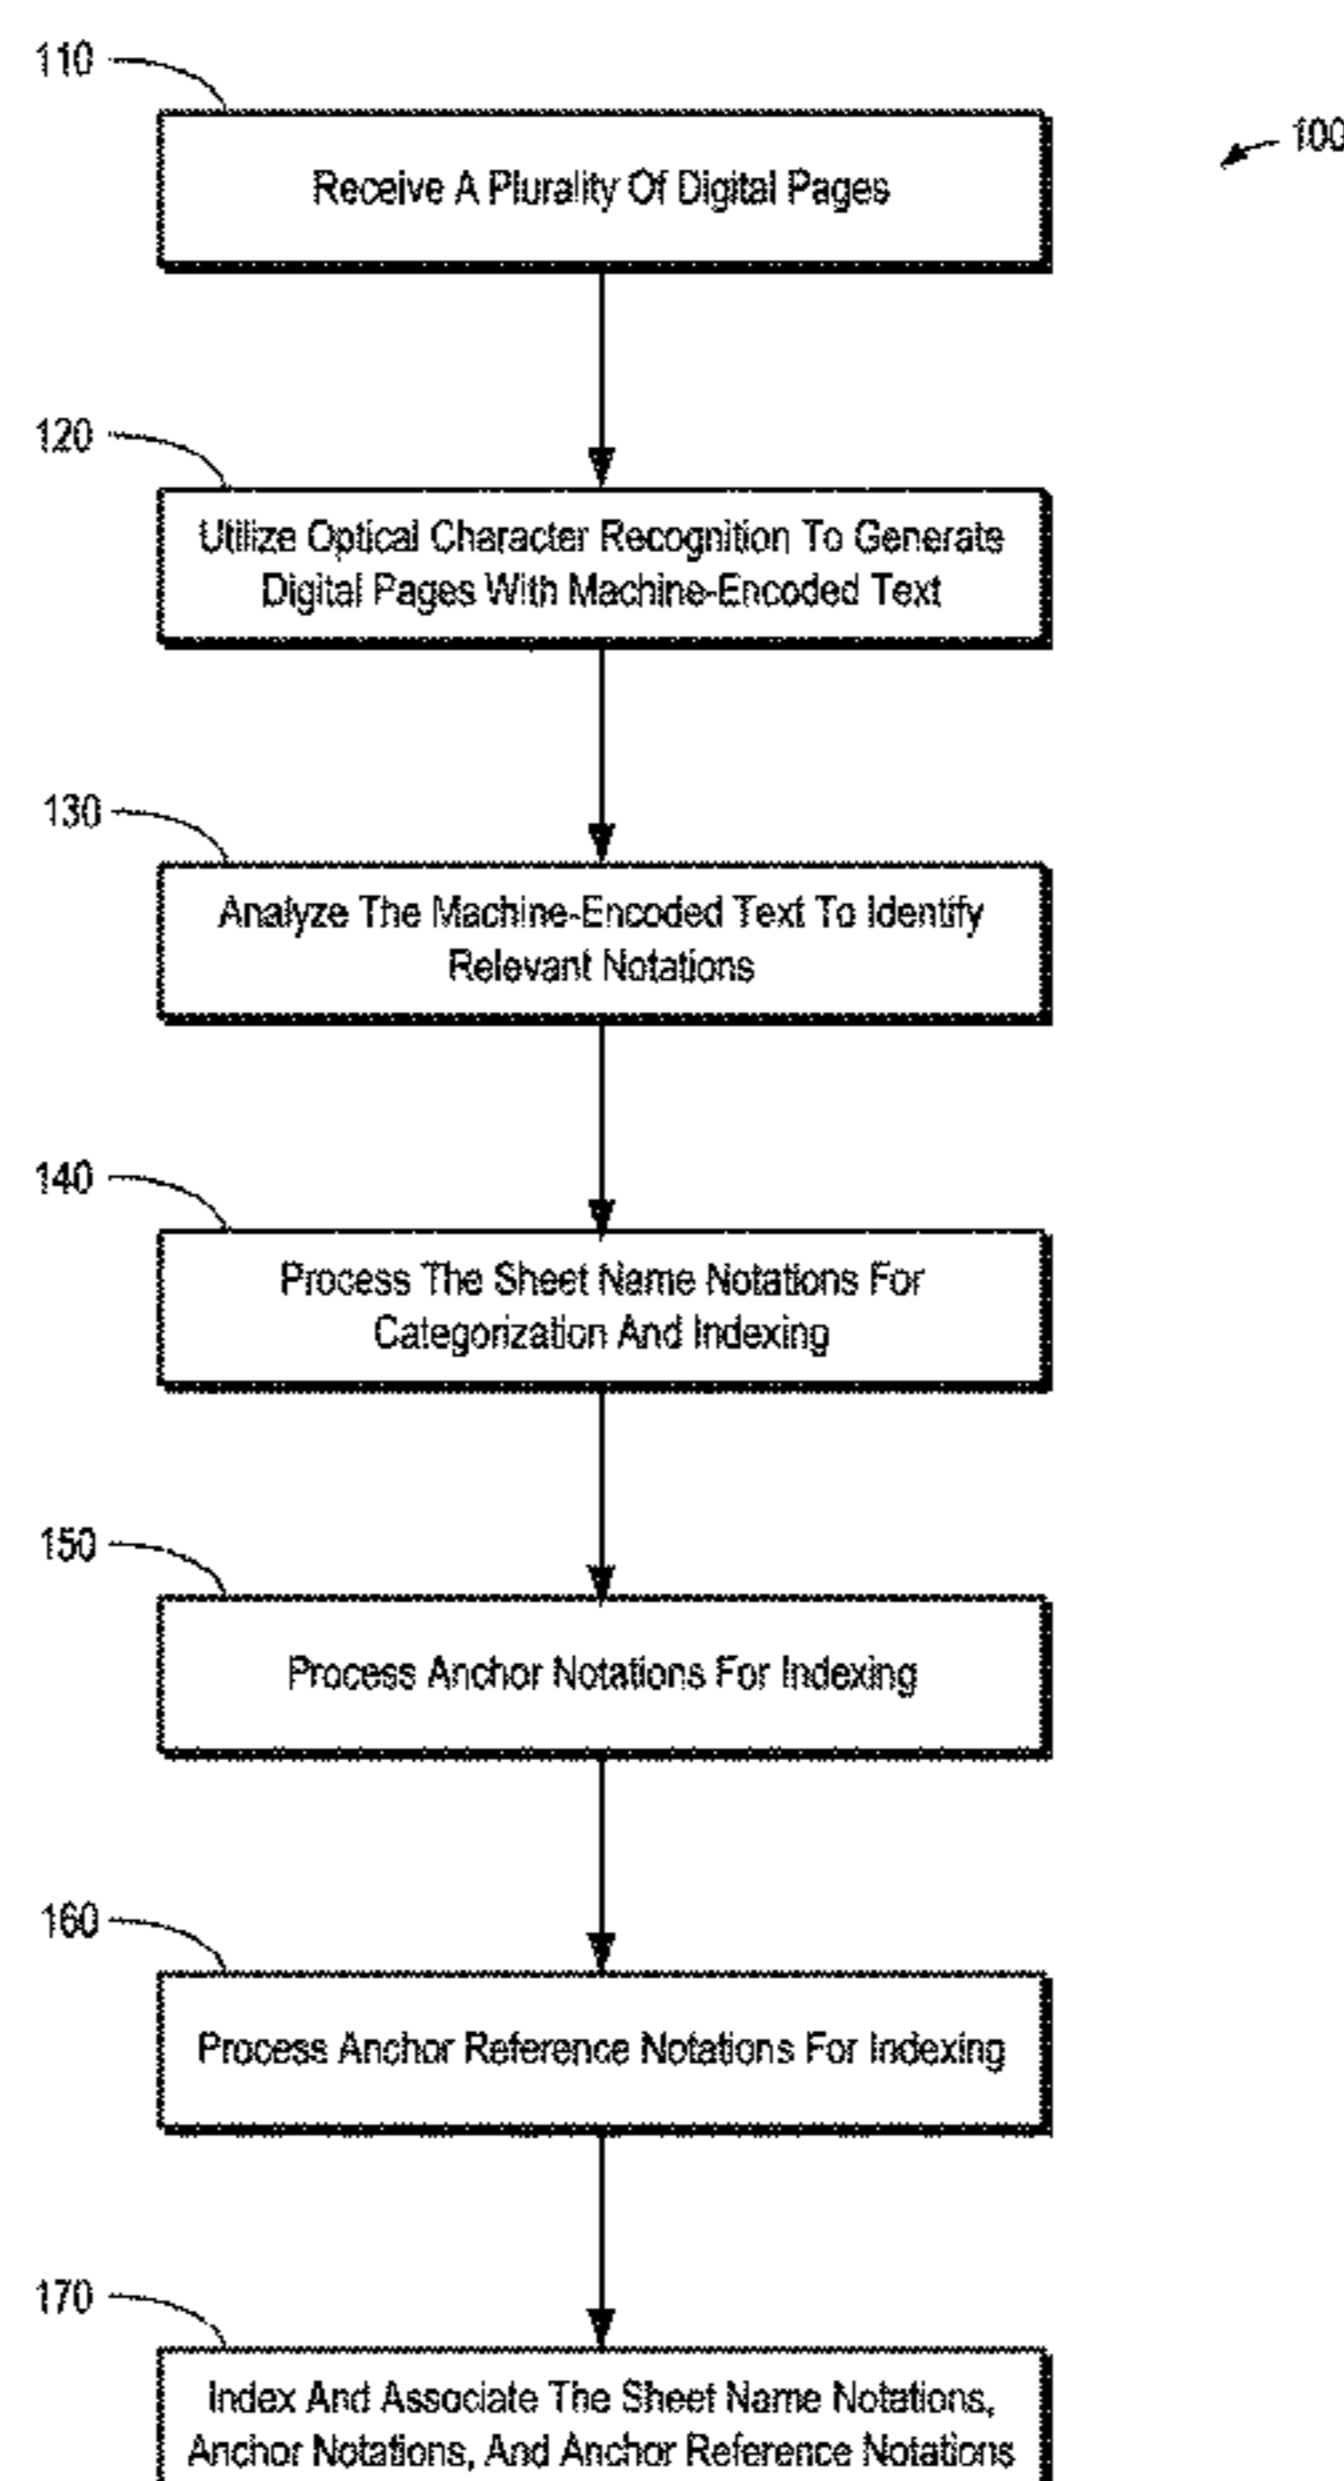 110
100
Receive A Plurality Of Digital Pages
120
Utilize Optical Character Recognition To Generate
Digital Pages With Machine-Encoded Text
130
Analyze The Machine-Encoded Text To Identify
Relevant Notations
140
Process The Sheet Name Notations For
Categorization And Indexing
150
Process Anchor Notations For Indexing
160
Process Anchor Reference Notations For Indexing
170
Index And Associate The Sheet Name Notations,
Anchor Notations, And Anchor Reference Notations